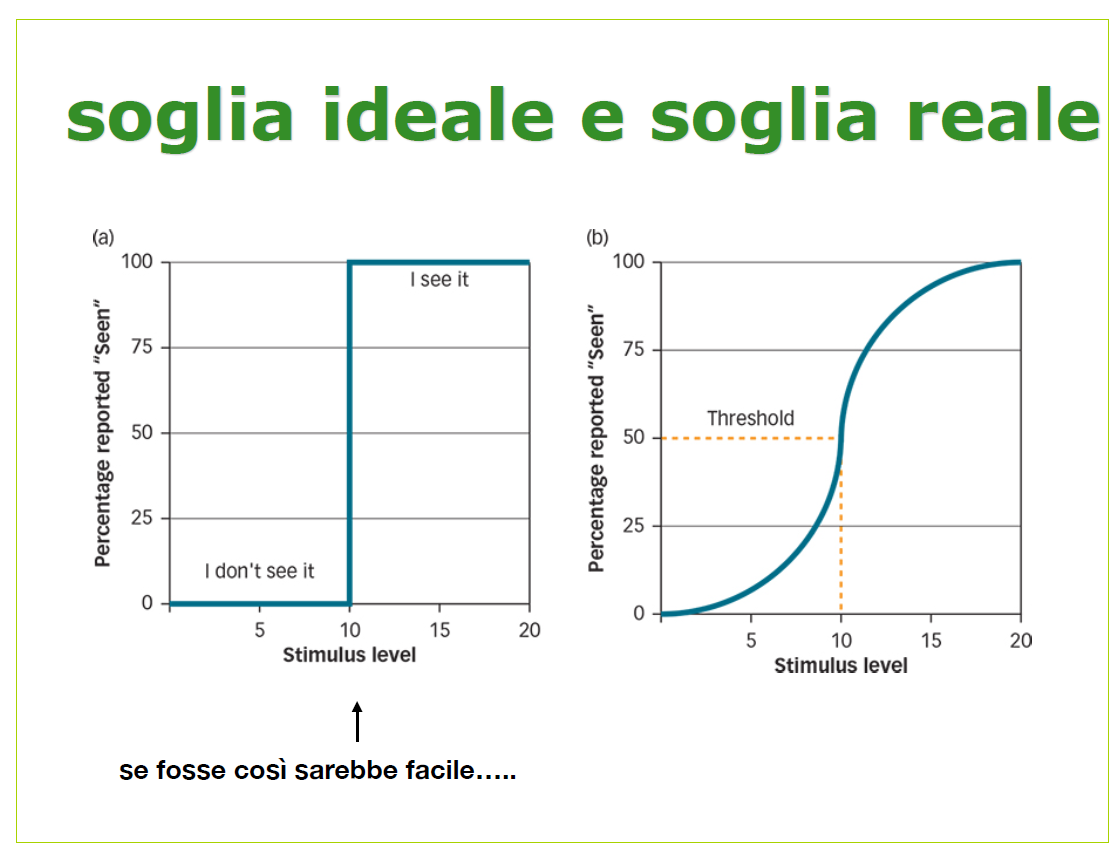 soglia ideale e soglia reale
(a)
100
75
50
25
0
Percentage reported “Seen”
I see it
I don't see it
5 10 15 20
Stimulus level
(b)
100
75
50
25
0
Percentage reported “Seen”
Threshold
5 10 15 20
Stimulus level
se fosse così sarebbe facile.....